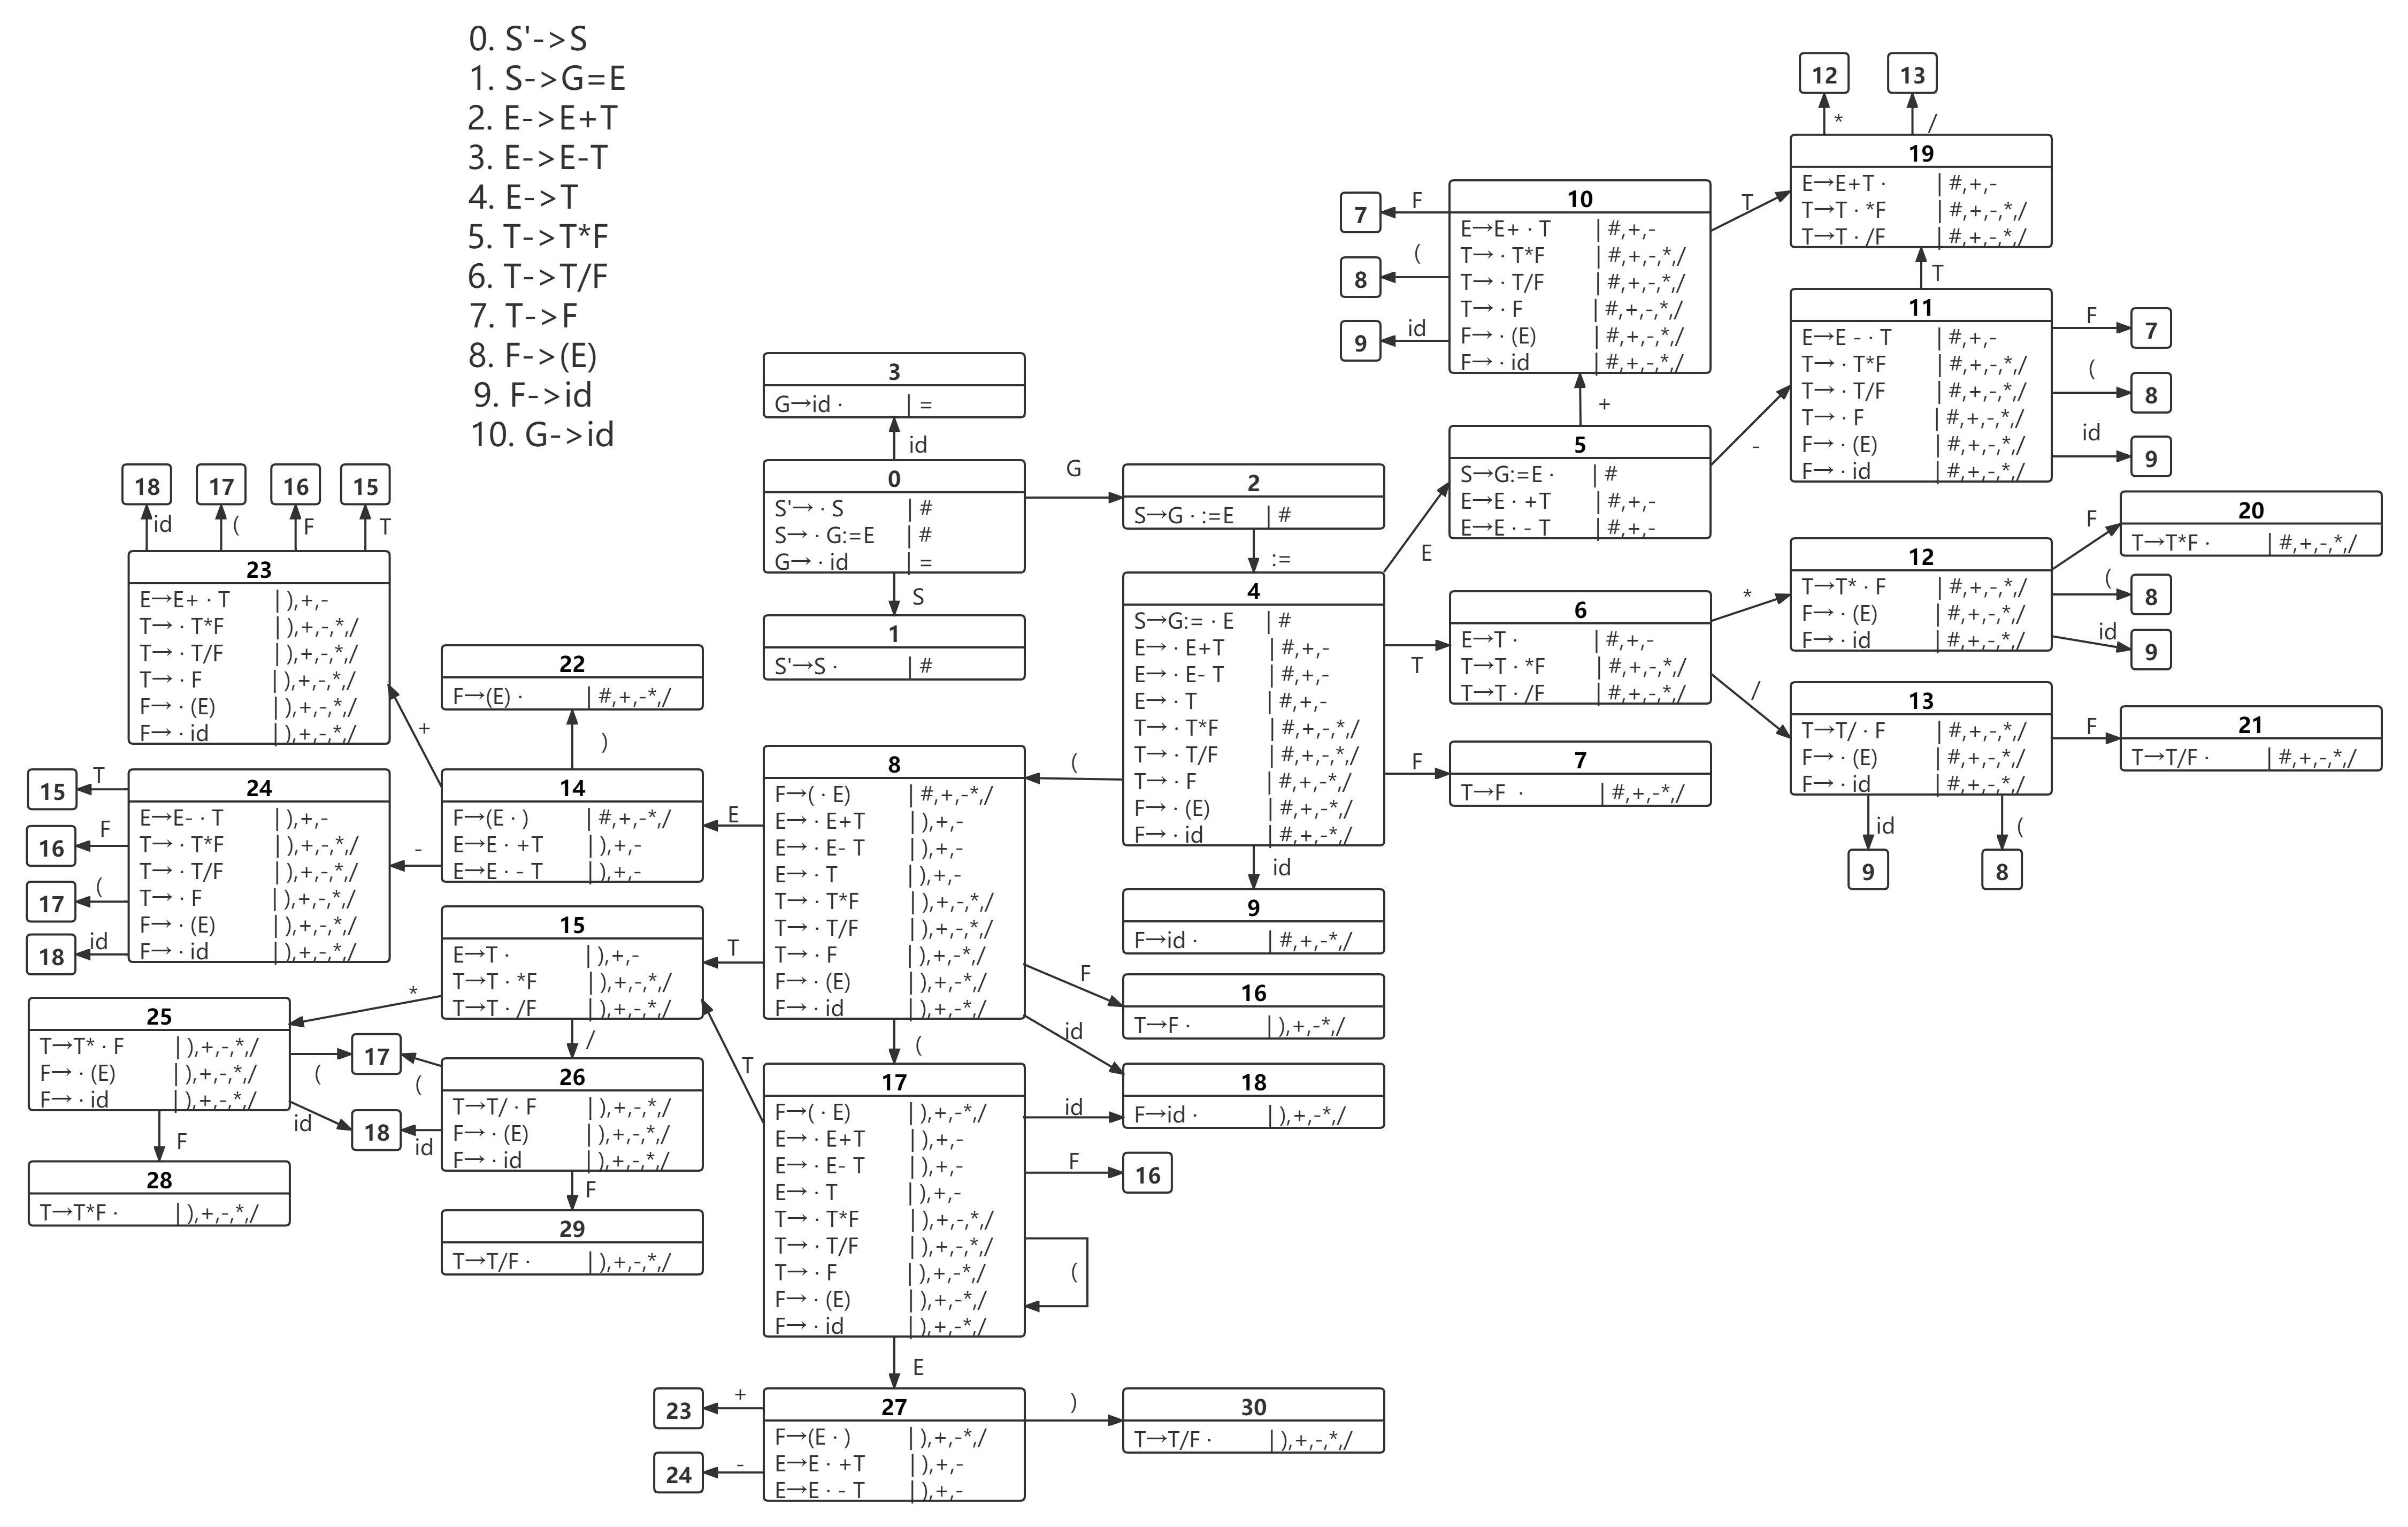 0. S'->S
1. S->G=E
2. E->E+T
3. E->E-T
4. E->T
5. T->T*F
6. T->T/F
7. T->F
8. F->(E)
9. F->id
10. G->id
12
13
*
/
19
E→E+T · | #,+,-
T→T · *F | #,+,-,*,/
T→T · /F | #,+,-,*,/
T
10
E→E+ · T | #,+,-
T→ · T*F | #,+,-,*,/
T→ · T/F | #,+,-,*,/
T→ · F | #,+,-,*,/
F→ · (E) | #,+,-,*,/
F→ · id | #,+,-,*,/
F
7
(
8
id
9
T
+
11
E→E - · T | #,+,-
T→ · T*F | #,+,-,*,/
T→ · T/F | #,+,-,*,/
T→ · F | #,+,-,*,/
F→ · (E) | #,+,-,*,/
F→ · id | #,+,-,*,/
F
7
(
8
id
9
-
3
G→id · | =
id
0
S'→ · S | #
S→ · G:=E | #
G→ · id | =
G
S
1
S'→S · | #
2
S→G · :=E | #
:=
5
S→G:=E · | #
E→E · +T | #,+,-
E→E · - T | #,+,-
E
4
S→G:= · E | #
E→ · E+T | #,+,-
E→ · E- T | #,+,-
E→ · T | #,+,-
T→ · T*F | #,+,-,*,/
T→ · T/F | #,+,-,*,/
T→ · F | #,+,-*,/
F→ · (E) | #,+,-*,/
F→ · id | #,+,-*,/
T
F
(
id
6
E→T · | #,+,-
T→T · *F | #,+,-,*,/
T→T · /F | #,+,-,*,/
*
/
7
T→F · | #,+,-*,/
12
T→T* · F | #,+,-,*,/
F→ · (E) | #,+,-,*,/
F→ · id | #,+,-,*,/
F
20
T→T*F · | #,+,-,*,/
(
8
id
9
13
T→T/ · F | #,+,-,*,/
F→ · (E) | #,+,-,*,/
F→ · id | #,+,-,*,/
F
21
T→T/F · | #,+,-,*,/
id
9
(
8
9
F→id · | #,+,-*,/
18
17
16
15
id
(
F
T
23
E→E+ · T | ),+,-
T→ · T*F | ),+,-,*,/
T→ · T/F | ),+,-,*,/
T→ · F | ),+,-,*,/
F→ · (E) | ),+,-,*,/
F→ · id | ),+,-,*,/
+
22
F→(E) · | #,+,-*,/
)
14
F→(E · ) | #,+,-*,/
E→E · +T | ),+,-
E→E · - T | ),+,-
-
E
24
E→E- · T | ),+,-
T→ · T*F | ),+,-,*,/
T→ · T/F | ),+,-,*,/
T→ · F | ),+,-,*,/
F→ · (E) | ),+,-,*,/
F→ · id | ),+,-,*,/
T
15
F
16
(
17
id
18
8
F→( · E) | #,+,-*,/
E→ · E+T | ),+,-
E→ · E- T | ),+,-
E→ · T | ),+,-
T→ · T*F | ),+,-,*,/
T→ · T/F | ),+,-,*,/
T→ · F | ),+,-*,/
F→ · (E) | ),+,-*,/
F→ · id | ),+,-*,/
T
F
id
(
15
E→T · | ),+,-
T→T · *F | ),+,-,*,/
T→T · /F | ),+,-,*,/
*
/
16
T→F · | ),+,-*,/
25
T→T* · F | ),+,-,*,/
F→ · (E) | ),+,-,*,/
F→ · id | ),+,-,*,/
(
17
(
id
18
id
F
28
T→T*F · | ),+,-,*,/
26
T→T/ · F | ),+,-,*,/
F→ · (E) | ),+,-,*,/
F→ · id | ),+,-,*,/
F
29
T→T/F · | ),+,-,*,/
T
17
F→( · E) | ),+,-*,/
E→ · E+T | ),+,-
E→ · E- T | ),+,-
E→ · T | ),+,-
T→ · T*F | ),+,-,*,/
T→ · T/F | ),+,-,*,/
T→ · F | ),+,-*,/
F→ · (E) | ),+,-*,/
F→ · id | ),+,-*,/
id
18
F→id · | ),+,-*,/
F
16
(
E
27
F→(E · ) | ),+,-*,/
E→E · +T | ),+,-
E→E · - T | ),+,-
+
23
-
24
)
30
T→T/F · | ),+,-,*,/